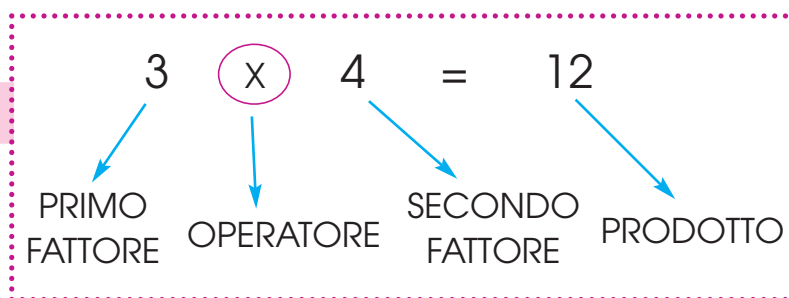 3 x 4 = 12
PRIMO FATTORE
OPERATORE
SECONDO FATTORE
PRODOTTO